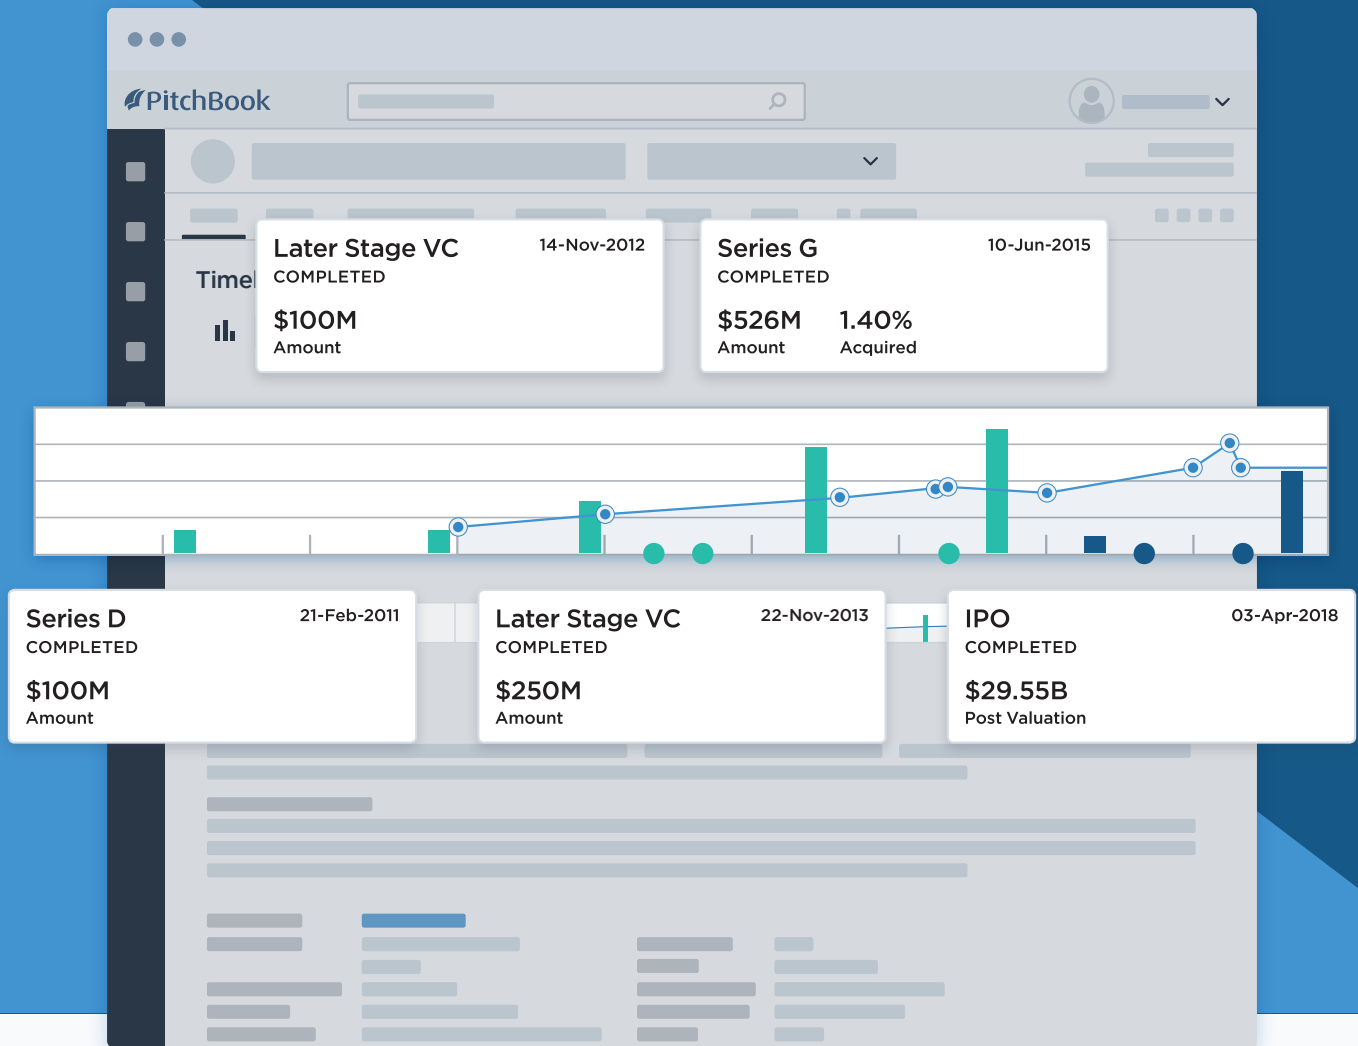 PitchBook
Timel
Later Stage VC
14-Nov-2012
COMPLETED
$100M
Amount
Series G
10-Jun-2015
COMPLETED
$526M 1.40%
Amount Acquired
Series D
21-Feb-2011
COMPLETED
$100M
Amount
Later Stage VC
22-Nov-2013
COMPLETED
$250M
Amount
IPO
03-Apr-2018
COMPLETED
$29.55B
Post Valuation